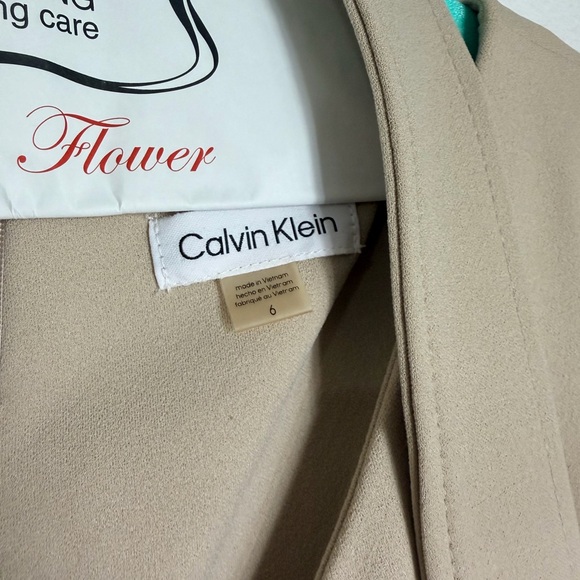 ng care
Flower
Calvin Klein
made in Vietnam
hecho en Vietnam
fabriqué au Vietnam
6